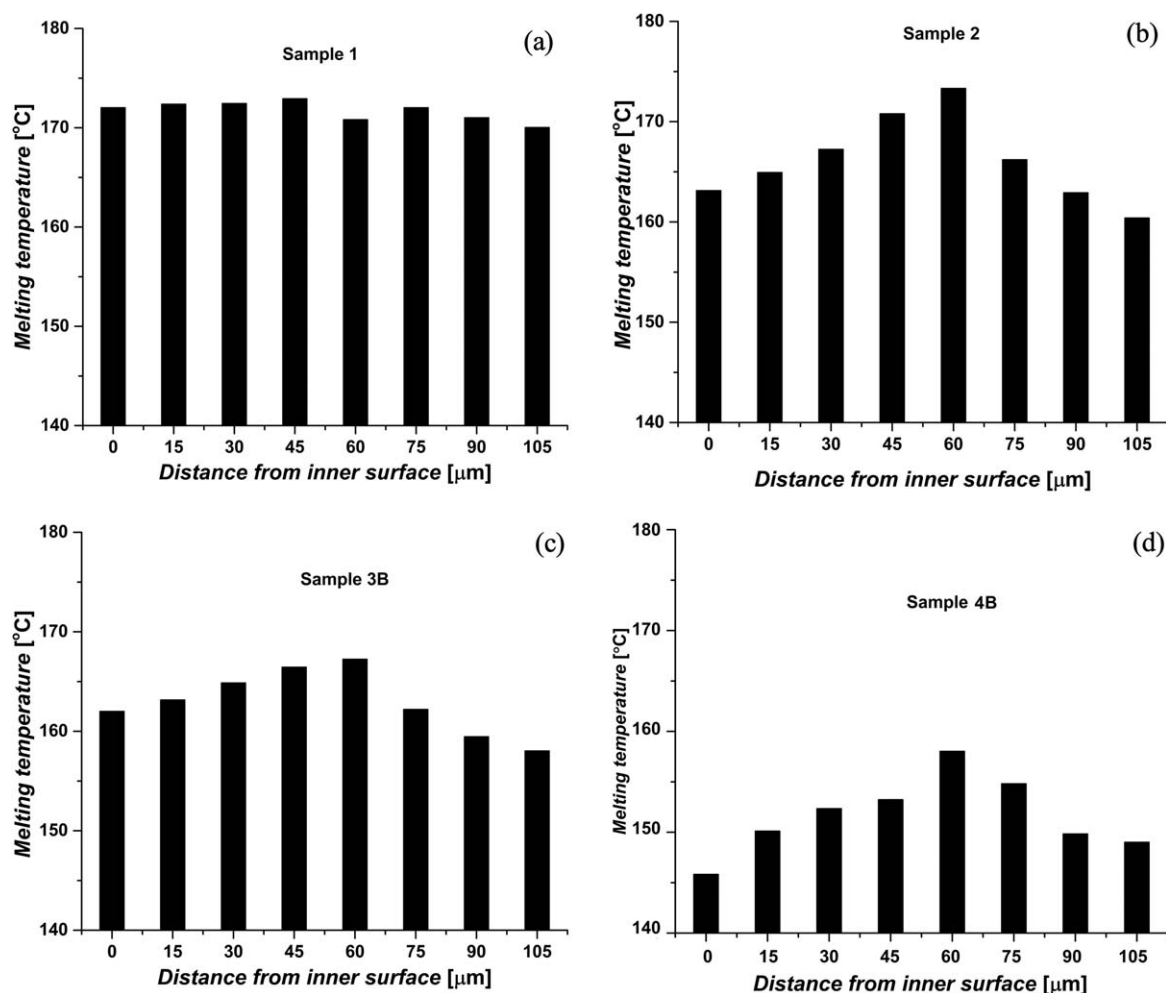 (a)
Sample 1
Melting temperature [°C]
180
170
160
150
140
0 15 30 45 60 75 90 105
Distance from inner surface [μm]
(b)
Sample 2
Melting temperature [°C]
180
170
160
150
140
0 15 30 45 60 75 90 105
Distance from inner surface [μm]
(c)
Sample 3B
Melting temperature [°C]
180
170
160
150
140
0 15 30 45 60 75 90 105
Distance from inner surface [μm]
(d)
Sample 4B
Melting temperature [°C]
180
170
160
150
140
0 15 30 45 60 75 90 105
Distance from inner surface [μm]